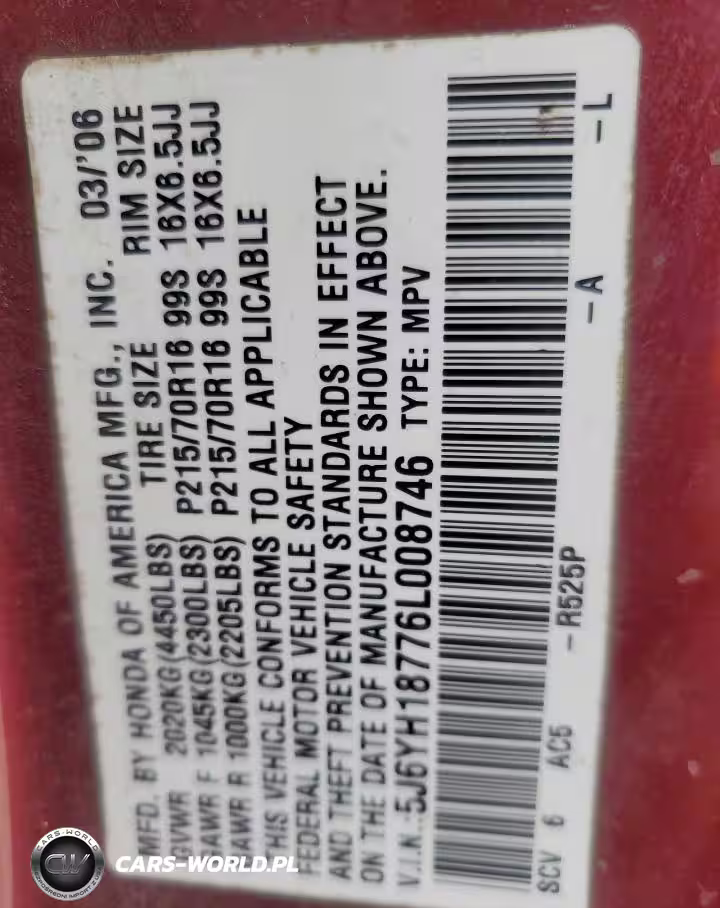 MFD. BY HONDA OF AMERICA MFG., INC. 03/'06
GVWR 2020KG(4450LBS) TIRE SIZE RIM SIZE
GAWR F 1045KG(2300LBS) P215/70R16 99S 16X6.5JJ
GAWR R 1000KG(2205LBS) P215/70R16 99S 16X6.5JJ
THIS VEHICLE CONFORMS TO ALL APPLICABLE
FEDERAL MOTOR VEHICLE SAFETY
AND THEFT PREVENTION STANDARDS IN EFFECT
ON THE DATE OF MANUFACTURE SHOWN ABOVE.
V.I.N.:5J6YH18776L008746 TYPE: MPV
SCV 6 AC5 -R525P -A -L
CARS-WORLD
CW
CARS-WORLD.PL